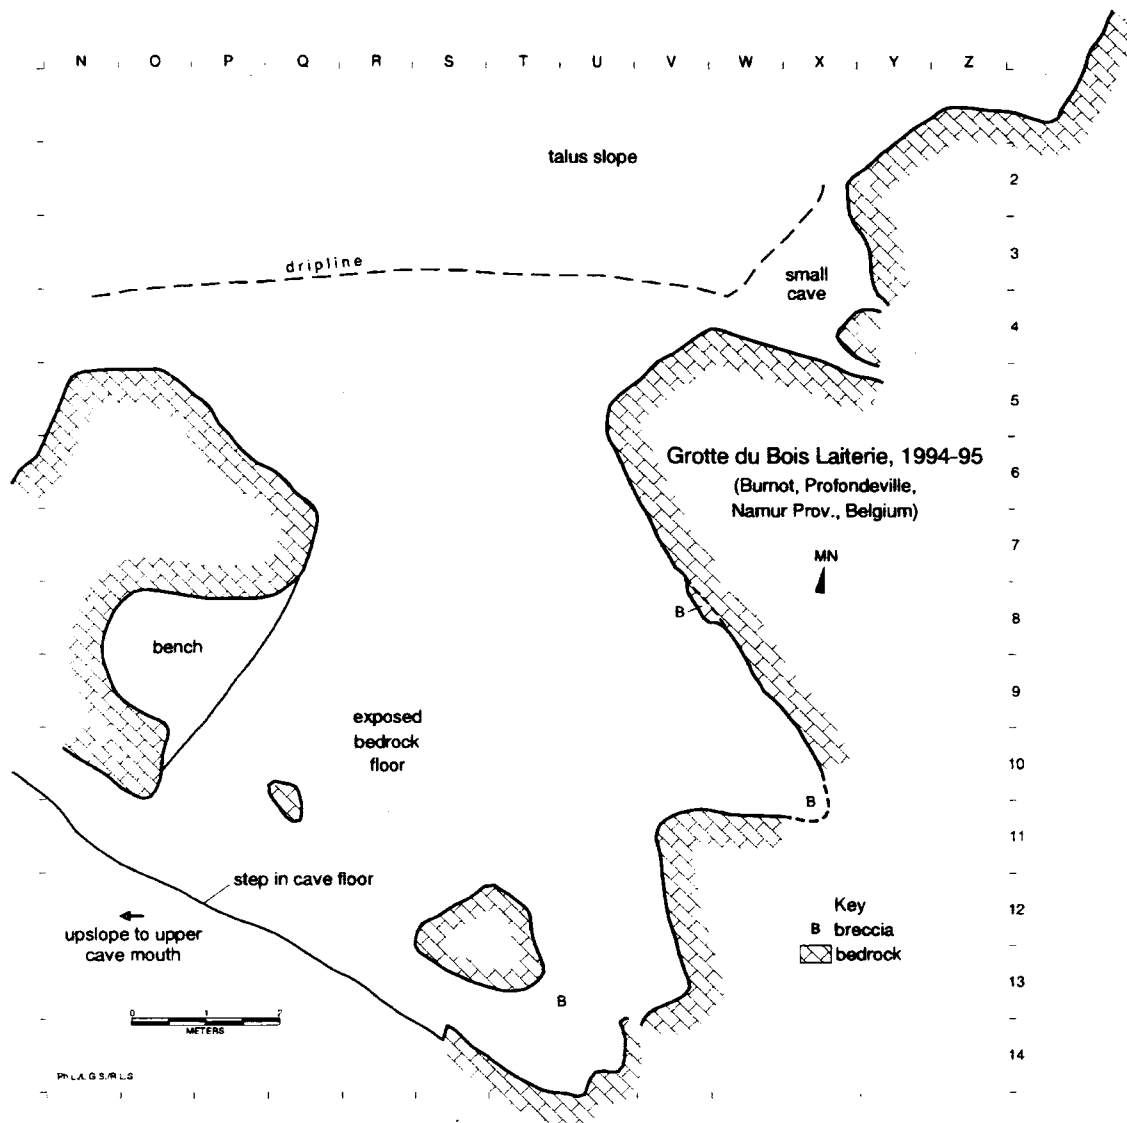 N O P Q R S T U V W X Y Z
talus slope
2
dripline
3
small
cave
4
5
Grotte du Bois Laiterie, 1994-95
6
(Burnot, Profondeville,
Namur Prov., Belgium)
7
MN
B
8
bench
9
exposed
bedrock
floor
10
B
11
step in cave floor
Key
12
B breccia
upslope to upper
cave mouth
bedrock
13
B
0 1 2
METERS
14